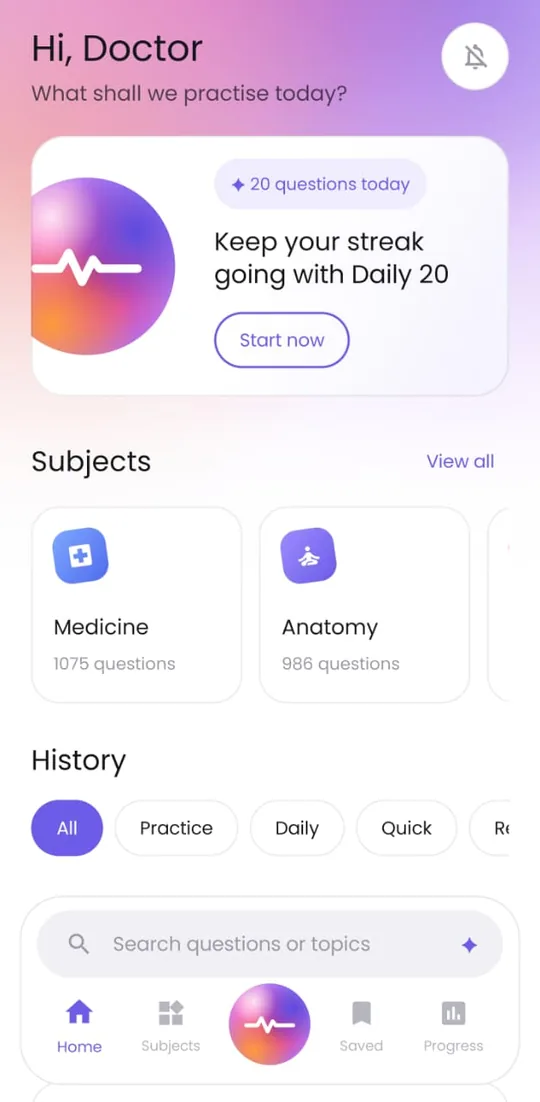 Hi, Doctor
What shall we practise today?
20 questions today
Keep your streak
going with Daily 20
Start now
Subjects
View all
Medicine
1075 questions
Anatomy
986 questions
History
All
Practice
Daily
Quick
Search questions or topics
Home
Subjects
Saved
Progress